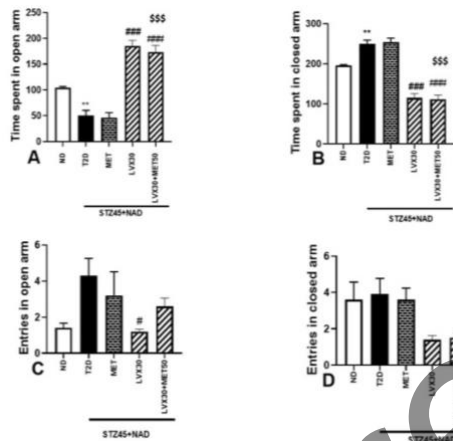 Time spent in open arm
200
150
100
50
0
**
###
$$$
####
ND
T2D
MET
LVX30
LVX30+MET50
STZ45+NAD
A
Time spent in closed arm
300
200
100
0
**
###
$$$
####
ND
T2D
MET
LVX30
LVX30+MET50
STZ45+NAD
B
Entries in open arm
6
4
2
0
ND
T2D
MET
LVX30
LVX30+MET50
STZ45+NAD
C
Entries in closed arm
6
4
2
0
ND
T2D
MET
LVX30
STZ45+NAD
D